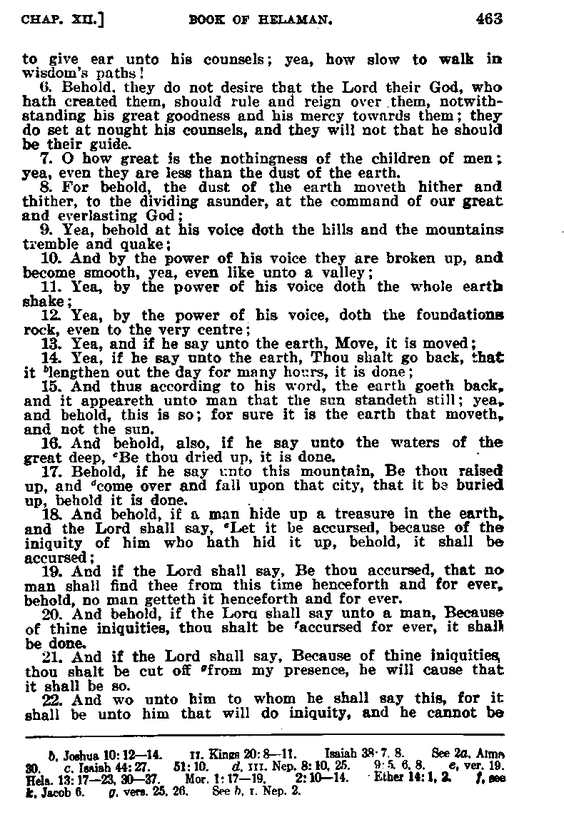 CHAP. XII.] BOOK OF HELAMAN. 463
to give ear unto his counsels; yea, how slow to walk in
wisdom's paths!
6. Behold, they do not desire that the Lord their God, who
hath created them, should rule and reign over them, notwith-
standing his great goodness and his mercy towards them; they
do set at nought his counsels, and they will not that he should
be their guide.
7. O how great is the nothingness of the children of men;
yea, even they are less than the dust of the earth.
8. For behold, the dust of the earth moveth hither and
thither, to the dividing asunder, at the command of our great
and everlasting God;
9. Yea, behold at his voice doth the hills and the mountains
tremble and quake;
10. And by the power of his voice they are broken up, and
become smooth, yea, even like unto a valley;
11. Yea, by the power of his voice doth the whole earth
shake;
12. Yea, by the power of his voice, doth the foundations
rock, even to the very centre;
13. Yea, and if he say unto the earth, Move, it is moved;
14. Yea, if he say unto the earth, Thou shalt go back, that
it ᵇlengthen out the day for many hours, it is done;
15. And thus according to his word, the earth goeth back,
and it appeareth unto man that the sun standeth still; yea,
and behold, this is so; for sure it is the earth that moveth,
and not the sun.
16. And behold, also, if he say unto the waters of the
great deep, ᶜBe thou dried up, it is done.
17. Behold, if he say unto this mountain, Be thou raised
up, and ᵈcome over and fall upon that city, that it be buried
up, behold it is done.
18. And behold, if a man hide up a treasure in the earth,
and the Lord shall say, ᵉLet it be accursed, because of the
iniquity of him who hath hid it up, behold, it shall be
accursed;
19. And if the Lord shall say, Be thou accursed, that no
man shall find thee from this time henceforth and for ever,
behold, no man getteth it henceforth and for ever.
20. And behold, if the Lord shall say unto a man, Because
of thine iniquities, thou shalt be ᶠaccursed for ever, it shall
be done.
21. And if the Lord shall say, Because of thine iniquities,
thou shalt be cut off ᵍfrom my presence, he will cause that
it shall be so.
22. And wo unto him to whom he shall say this, for it
shall be unto him that will do iniquity, and he cannot be
b, Joshua 10: 12—14. II. Kings 20: 8—11. Isaiah 38: 7, 8. See 2a, Alma
30. c, Isaiah 44: 27. 51: 10. d, III. Nep. 8: 10, 25. 9: 5, 6, 8. e, ver. 19.
Hela. 13: 17—23, 30—37. Mor. 1: 17—19. 2: 10—14. Ether 14: 1, 2. f, see
k, Jacob 6. g, vers. 25, 26. See h, I. Nep. 2.